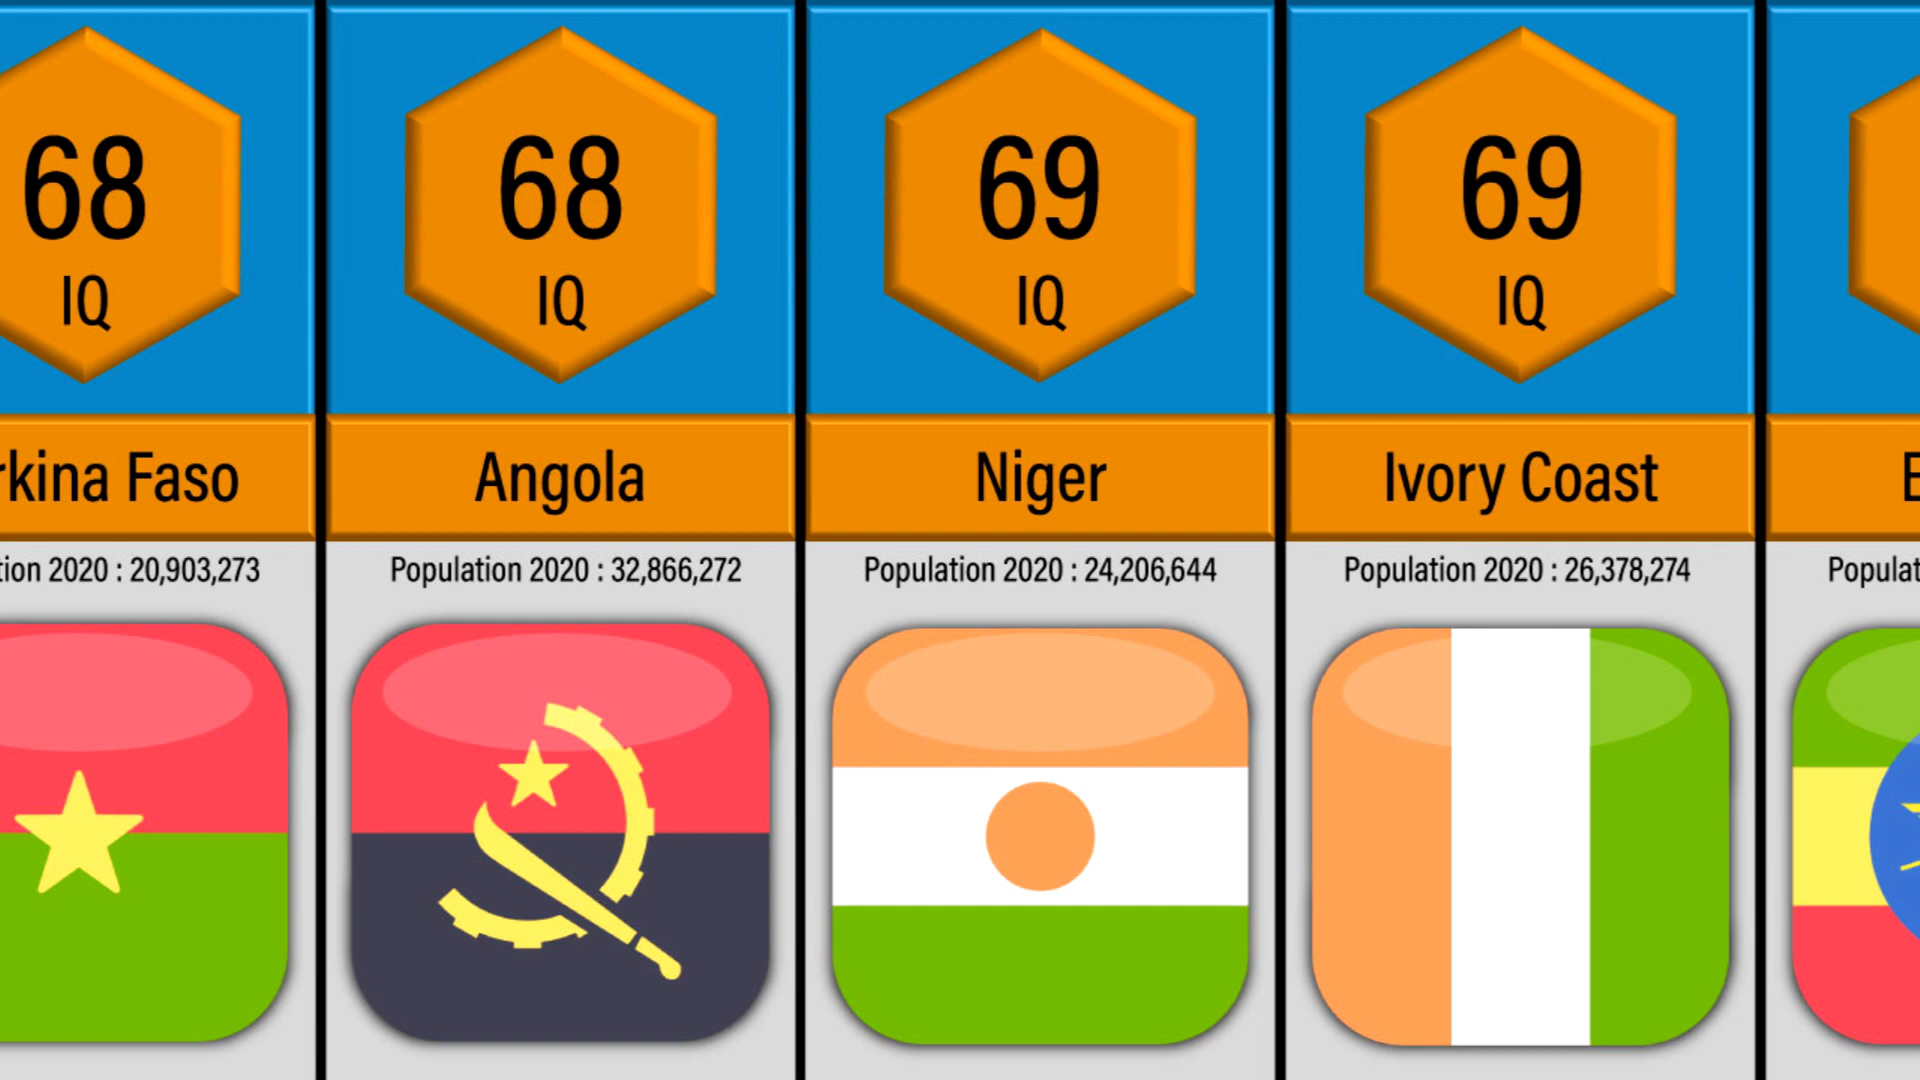 68
IQ
rkina Faso
tion 2020 : 20,903,273
68
IQ
Angola
Population 2020 : 32,866,272
69
IQ
Niger
Population 2020 : 24,206,644
69
IQ
Ivory Coast
Population 2020 : 26,378,274
E
Populat